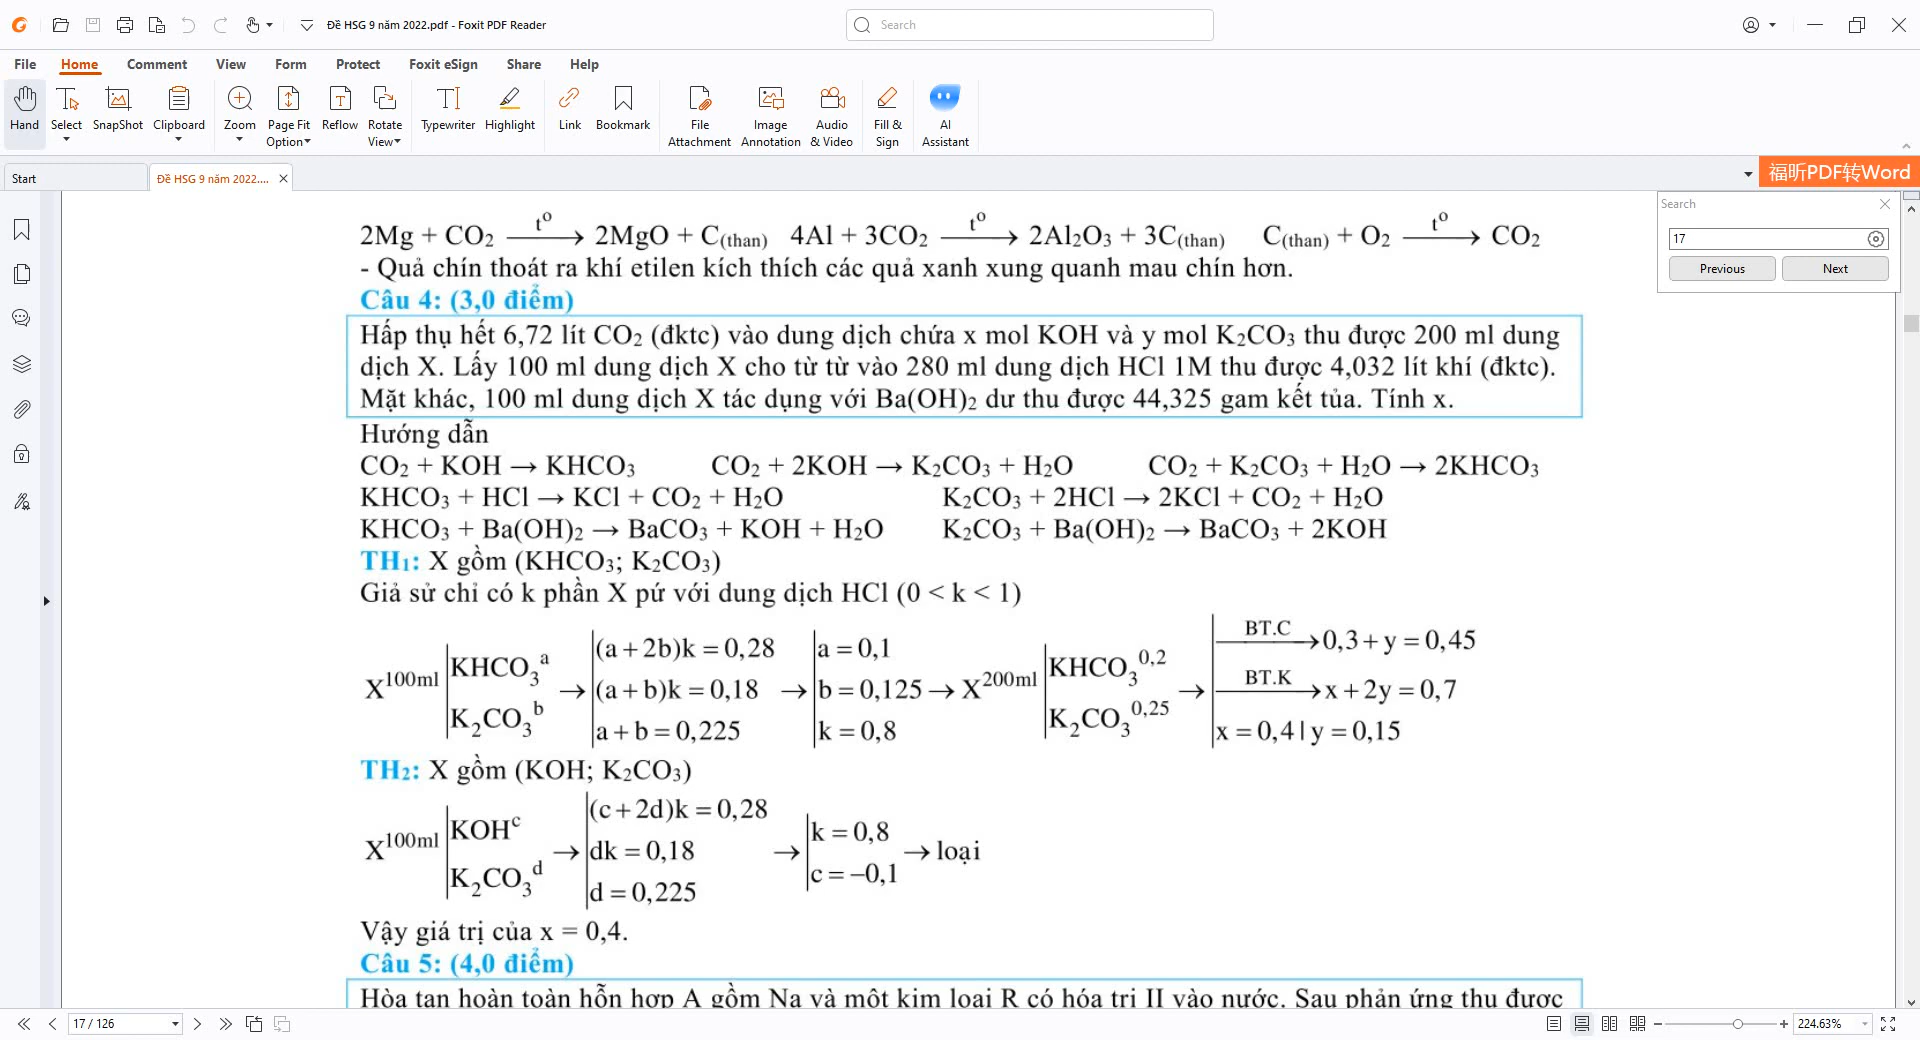 Đề HSG 9 năm 2022.pdf - Foxit PDF Reader
Search
File Home Comment View Form Protect Foxit eSign Share Help
Hand Select SnapShot Clipboard Zoom Page Fit Option Reflow Rotate View Typewriter Highlight Link Bookmark File Attachment Image Annotation Audio & Video Fill & Sign AI Assistant
Start
Đề HSG 9 năm 2022....
福昕PDF转Word
Search
17
Previous Next
2Mg + CO₂ —tº→ 2MgO + C(than) 4Al + 3CO₂ —tº→ 2Al₂O₃ + 3C(than) C(than) + O₂ —tº→ CO₂
- Quả chín thoát ra khí etilen kích thích các quả xanh xung quanh mau chín hơn.
Câu 4: (3,0 điểm)
Hấp thụ hết 6,72 lít CO₂ (đktc) vào dung dịch chứa x mol KOH và y mol K₂CO₃ thu được 200 ml dung
dịch X. Lấy 100 ml dung dịch X cho từ từ vào 280 ml dung dịch HCl 1M thu được 4,032 lít khí (đktc).
Mặt khác, 100 ml dung dịch X tác dụng với Ba(OH)₂ dư thu được 44,325 gam kết tủa. Tính x.
Hướng dẫn
CO₂ + KOH → KHCO₃ CO₂ + 2KOH → K₂CO₃ + H₂O CO₂ + K₂CO₃ + H₂O → 2KHCO₃
KHCO₃ + HCl → KCl + CO₂ + H₂O K₂CO₃ + 2HCl → 2KCl + CO₂ + H₂O
KHCO₃ + Ba(OH)₂ → BaCO₃ + KOH + H₂O K₂CO₃ + Ba(OH)₂ → BaCO₃ + 2KOH
TH₁: X gồm (KHCO₃; K₂CO₃)
Giả sử chỉ có k phần X pứ với dung dịch HCl (0 < k < 1)
X^100ml | KHCO₃^a K₂CO₃^b → | (a + 2b)k = 0,28 (a + b)k = 0,18 a + b = 0,225 → | a = 0,1 b = 0,125 k = 0,8 → X^200ml | KHCO₃^0,2 K₂CO₃^0,25 → | —BT.C→ 0,3 + y = 0,45 —BT.K→ x + 2y = 0,7 x = 0,4 | y = 0,15
TH₂: X gồm (KOH; K₂CO₃)
X^100ml | KOH^c K₂CO₃^d → | (c + 2d)k = 0,28 dk = 0,18 d = 0,225 → | k = 0,8 c = –0,1 → loại
Vậy giá trị của x = 0,4.
Câu 5: (4,0 điểm)
Hòa tan hoàn toàn hỗn hợp A gồm Na và một kim loại R có hóa trị II vào nước. Sau phản ứng thu được
17 / 126
224.63%